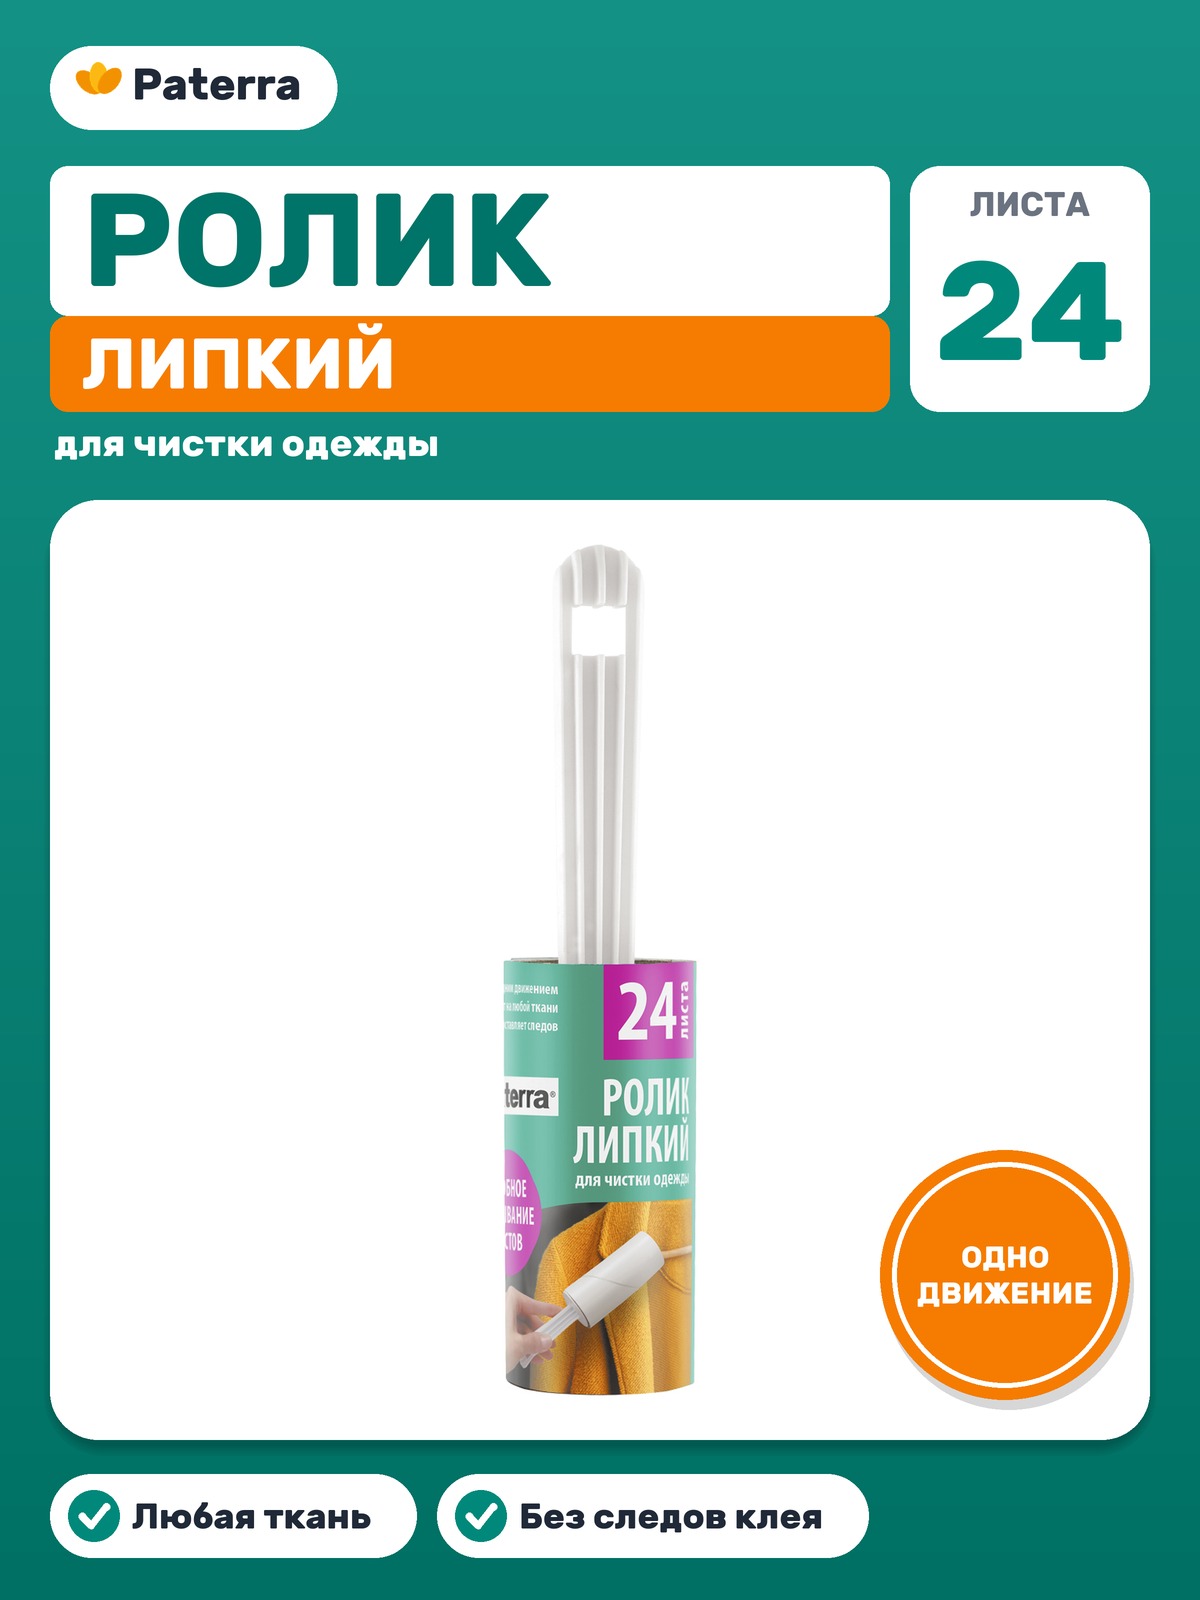 Paterra
РОЛИК
ЛИПКИЙ
для чистки одежды
ЛИСТА
24
движением
на любой ткани
следов
24
листа
terra®
РОЛИК
ЛИПКИЙ
для чистки одежды
ОДНО
ДВИЖЕНИЕ
Любая ткань
Без следов клея